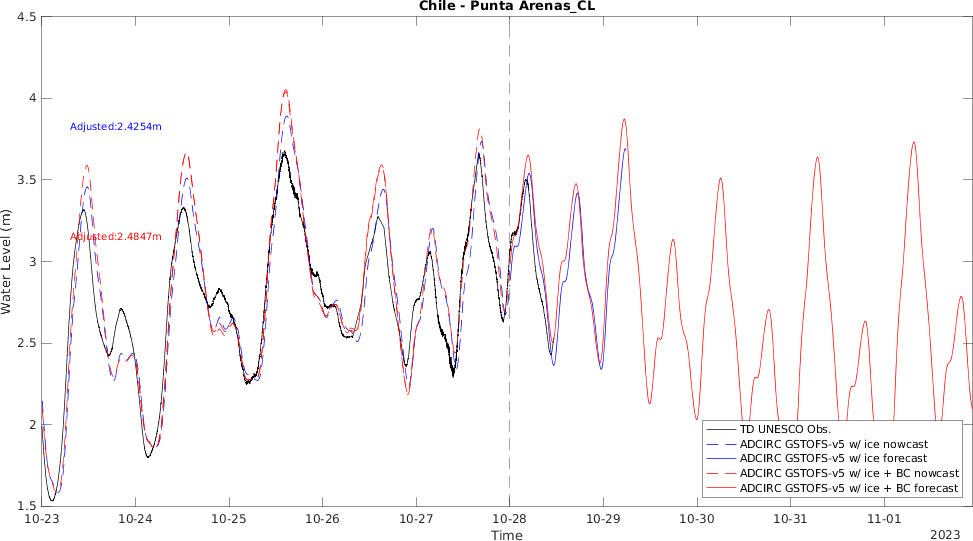 Chile - Punta Arenas_CL
4.5
4
3.5
3
2.5
2
1.5
Water Level (m)
Adjusted:2.4254m
Adjusted:2.4847m
TD UNESCO Obs.
ADCIRC GSTOFS-v5 w/ ice nowcast
ADCIRC GSTOFS-v5 w/ ice forecast
ADCIRC GSTOFS-v5 w/ ice + BC nowcast
ADCIRC GSTOFS-v5 w/ ice + BC forecast
10-23 10-24 10-25 10-26 10-27 10-28 10-29 10-30 10-31 11-01
Time
2023